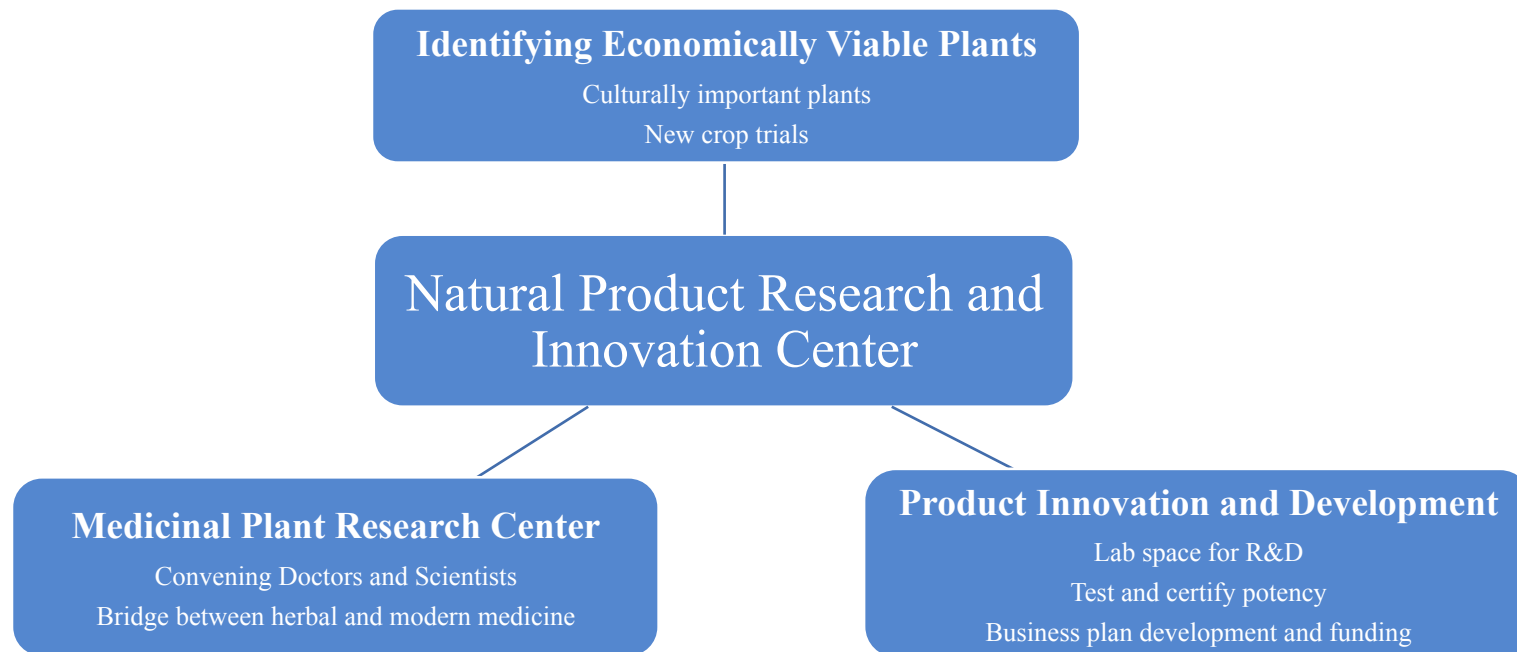 Identifying Economically Viable Plants
Culturally important plants
New crop trials
Natural Product Research and
Innovation Center
Medicinal Plant Research Center
Convening Doctors and Scientists
Bridge between herbal and modern medicine
Product Innovation and Development
Lab space for R&D
Test and certify potency
Business plan development and funding